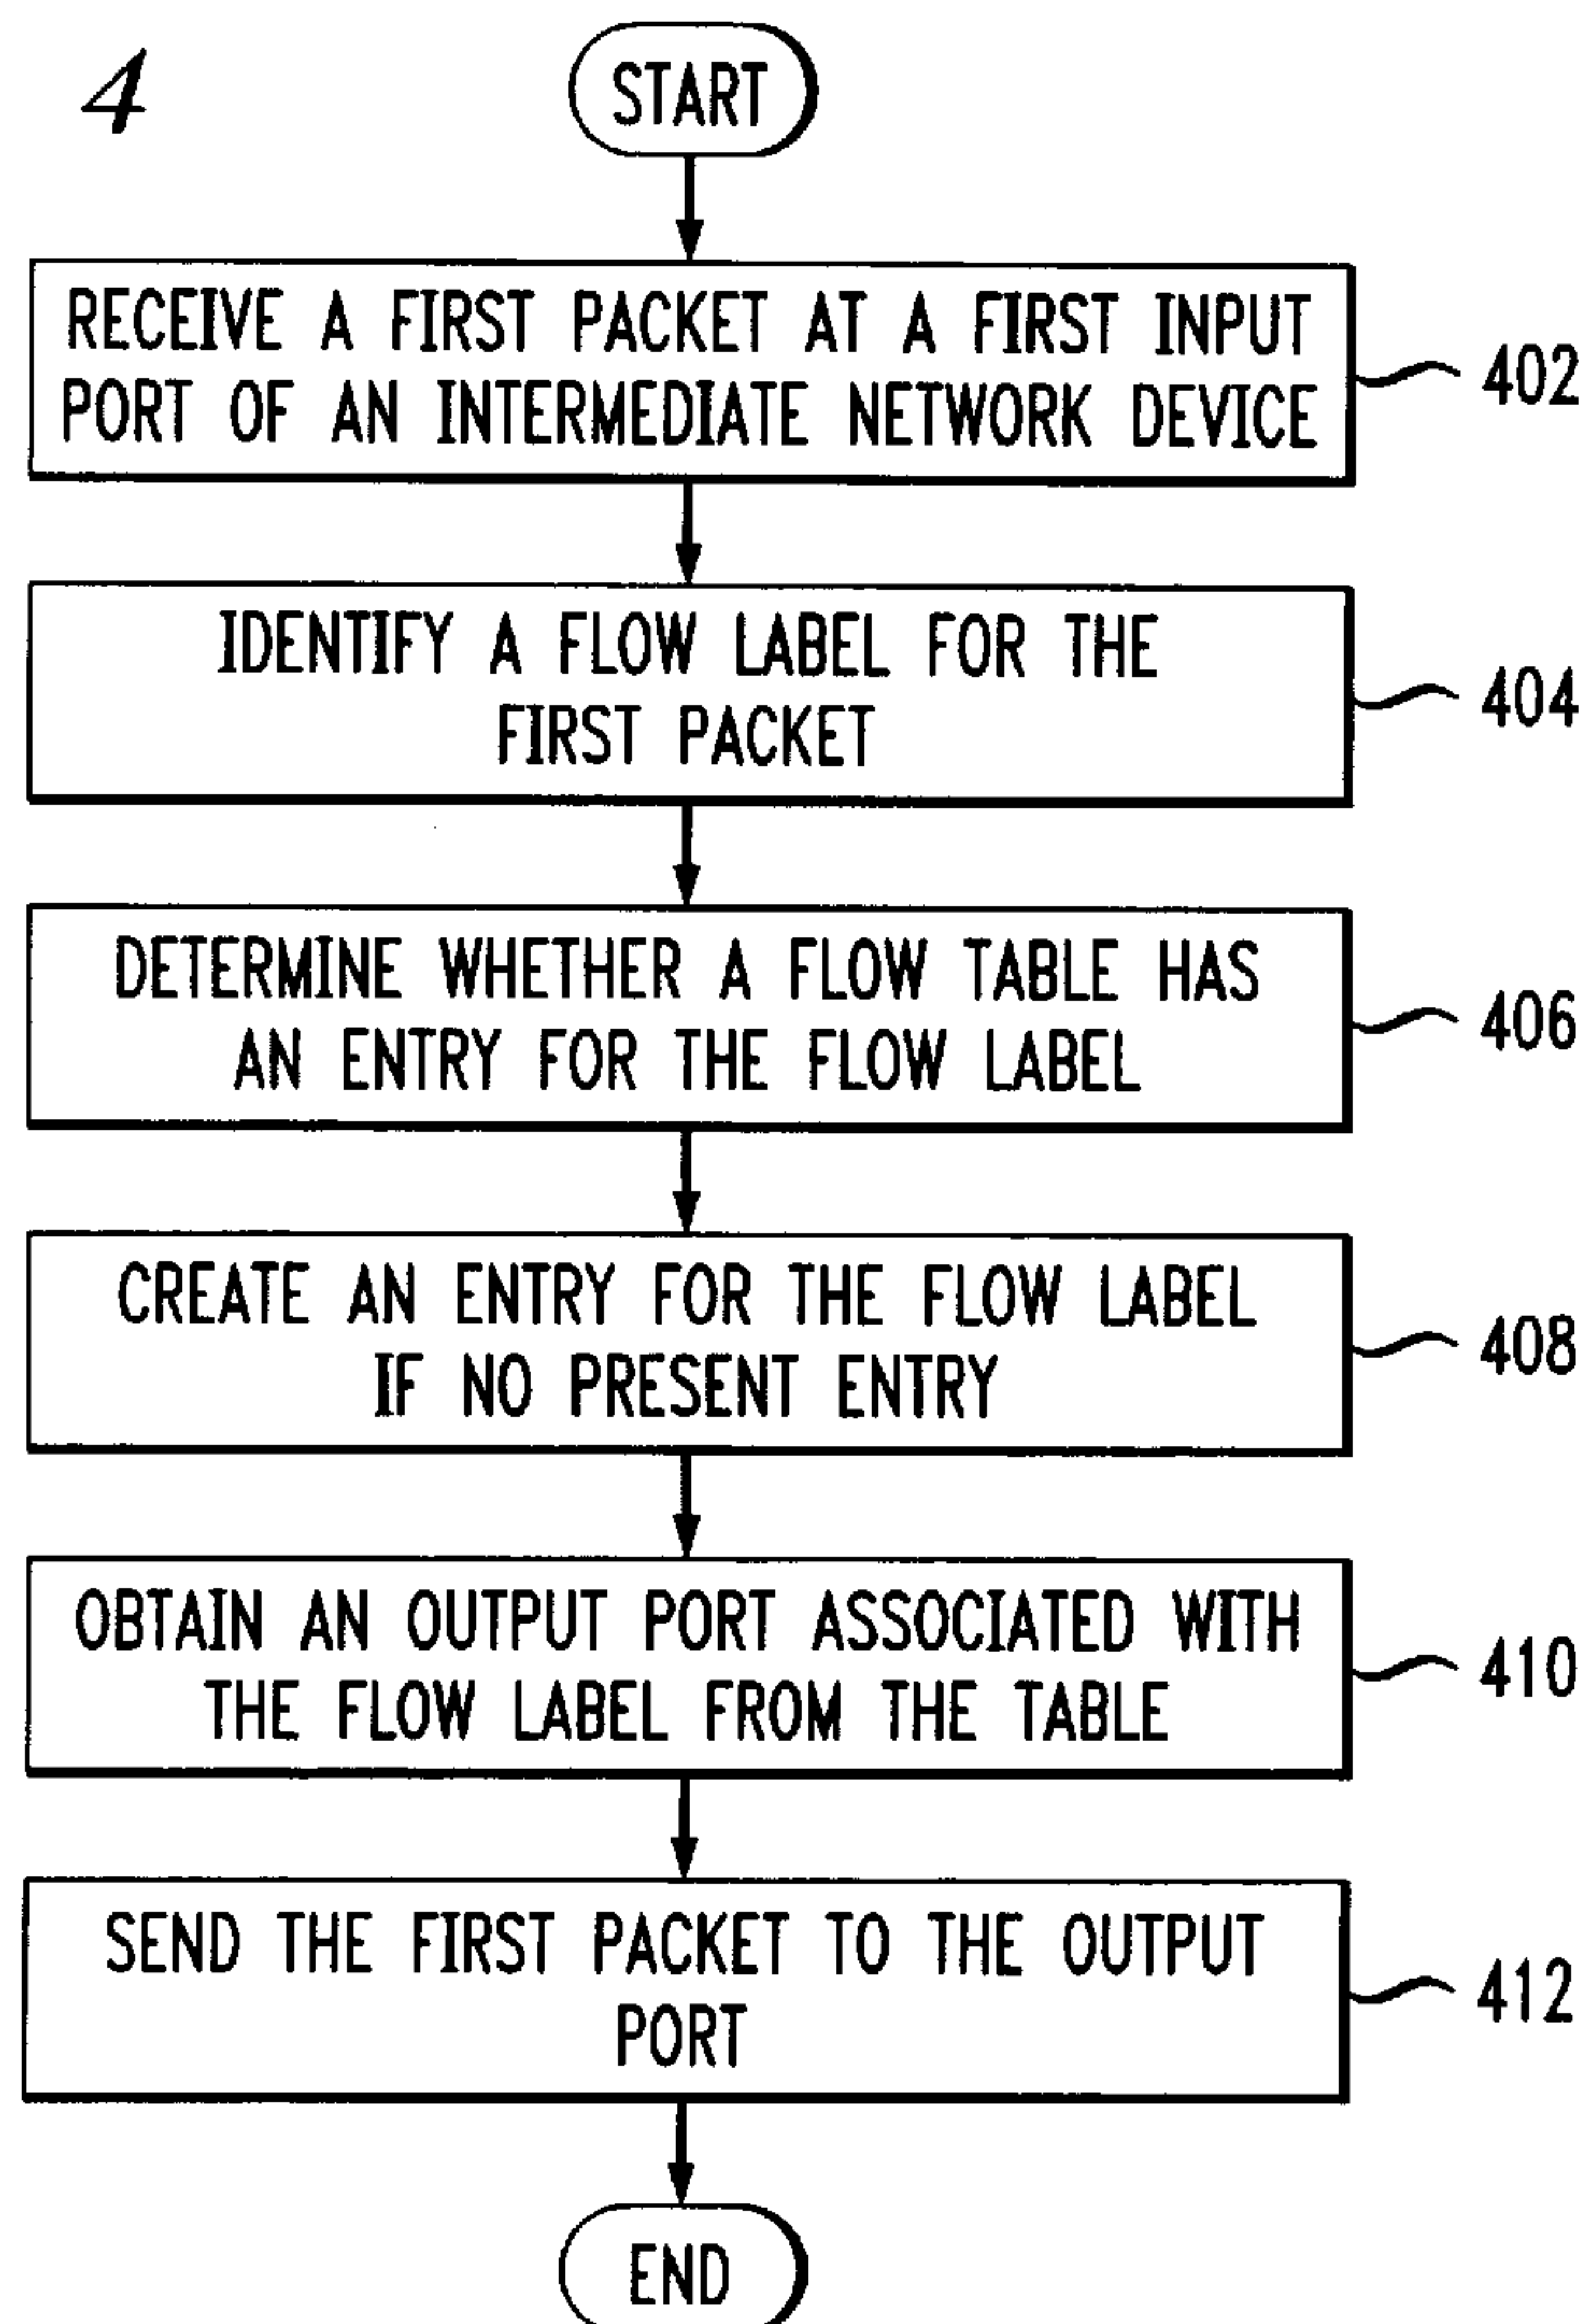 4
START
RECEIVE A FIRST PACKET AT A FIRST INPUT
PORT OF AN INTERMEDIATE NETWORK DEVICE
402
IDENTIFY A FLOW LABEL FOR THE
FIRST PACKET
404
DETERMINE WHETHER A FLOW TABLE HAS
AN ENTRY FOR THE FLOW LABEL
406
CREATE AN ENTRY FOR THE FLOW LABEL
IF NO PRESENT ENTRY
408
OBTAIN AN OUTPUT PORT ASSOCIATED WITH
THE FLOW LABEL FROM THE TABLE
410
SEND THE FIRST PACKET TO THE OUTPUT
PORT
412
END